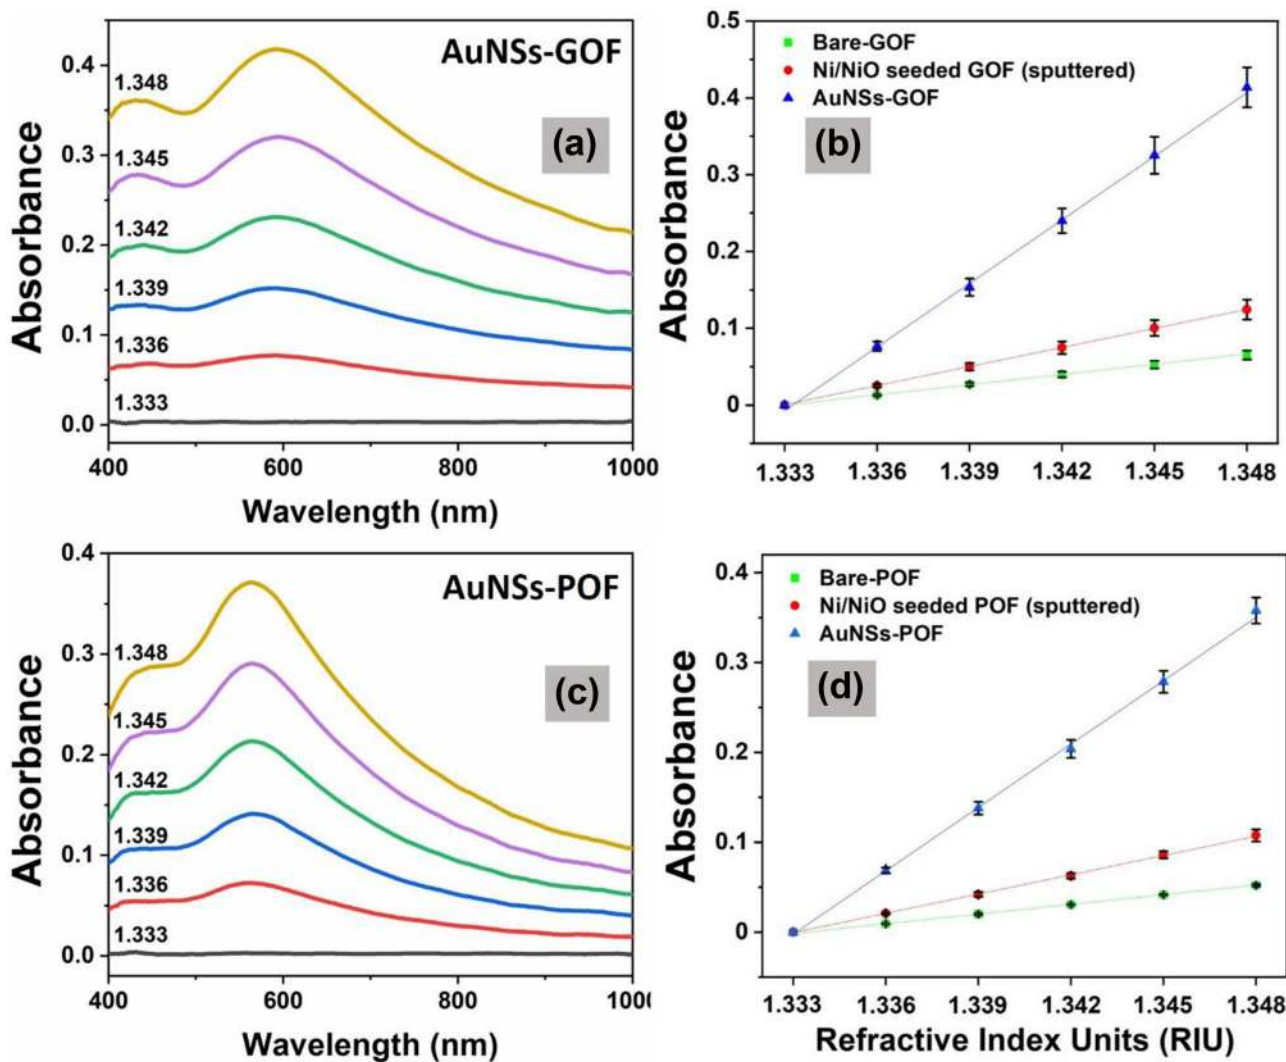 AuNSs-GOF
(a)
1.348
1.345
1.342
1.339
1.336
1.333
0.4
0.3
0.2
0.1
0.0
400 600 800 1000
Absorbance
Wavelength (nm)
Bare-GOF
Ni/NiO seeded GOF (sputtered)
AuNSs-GOF
(b)
0.5
0.4
0.3
0.2
0.1
0
1.333 1.336 1.339 1.342 1.345 1.348
Absorbance
AuNSs-POF
(c)
1.348
1.345
1.342
1.339
1.336
1.333
0.4
0.3
0.2
0.1
0.0
400 600 800
Absorbance
Wavelength (nm)
Bare-POF
Ni/NiO seeded POF (sputtered)
AuNSs-POF
(d)
0.4
0.3
0.2
0.1
0
1.333 1.336 1.339 1.342 1.345 1.348
Absorbance
Refractive Index Units (RIU)